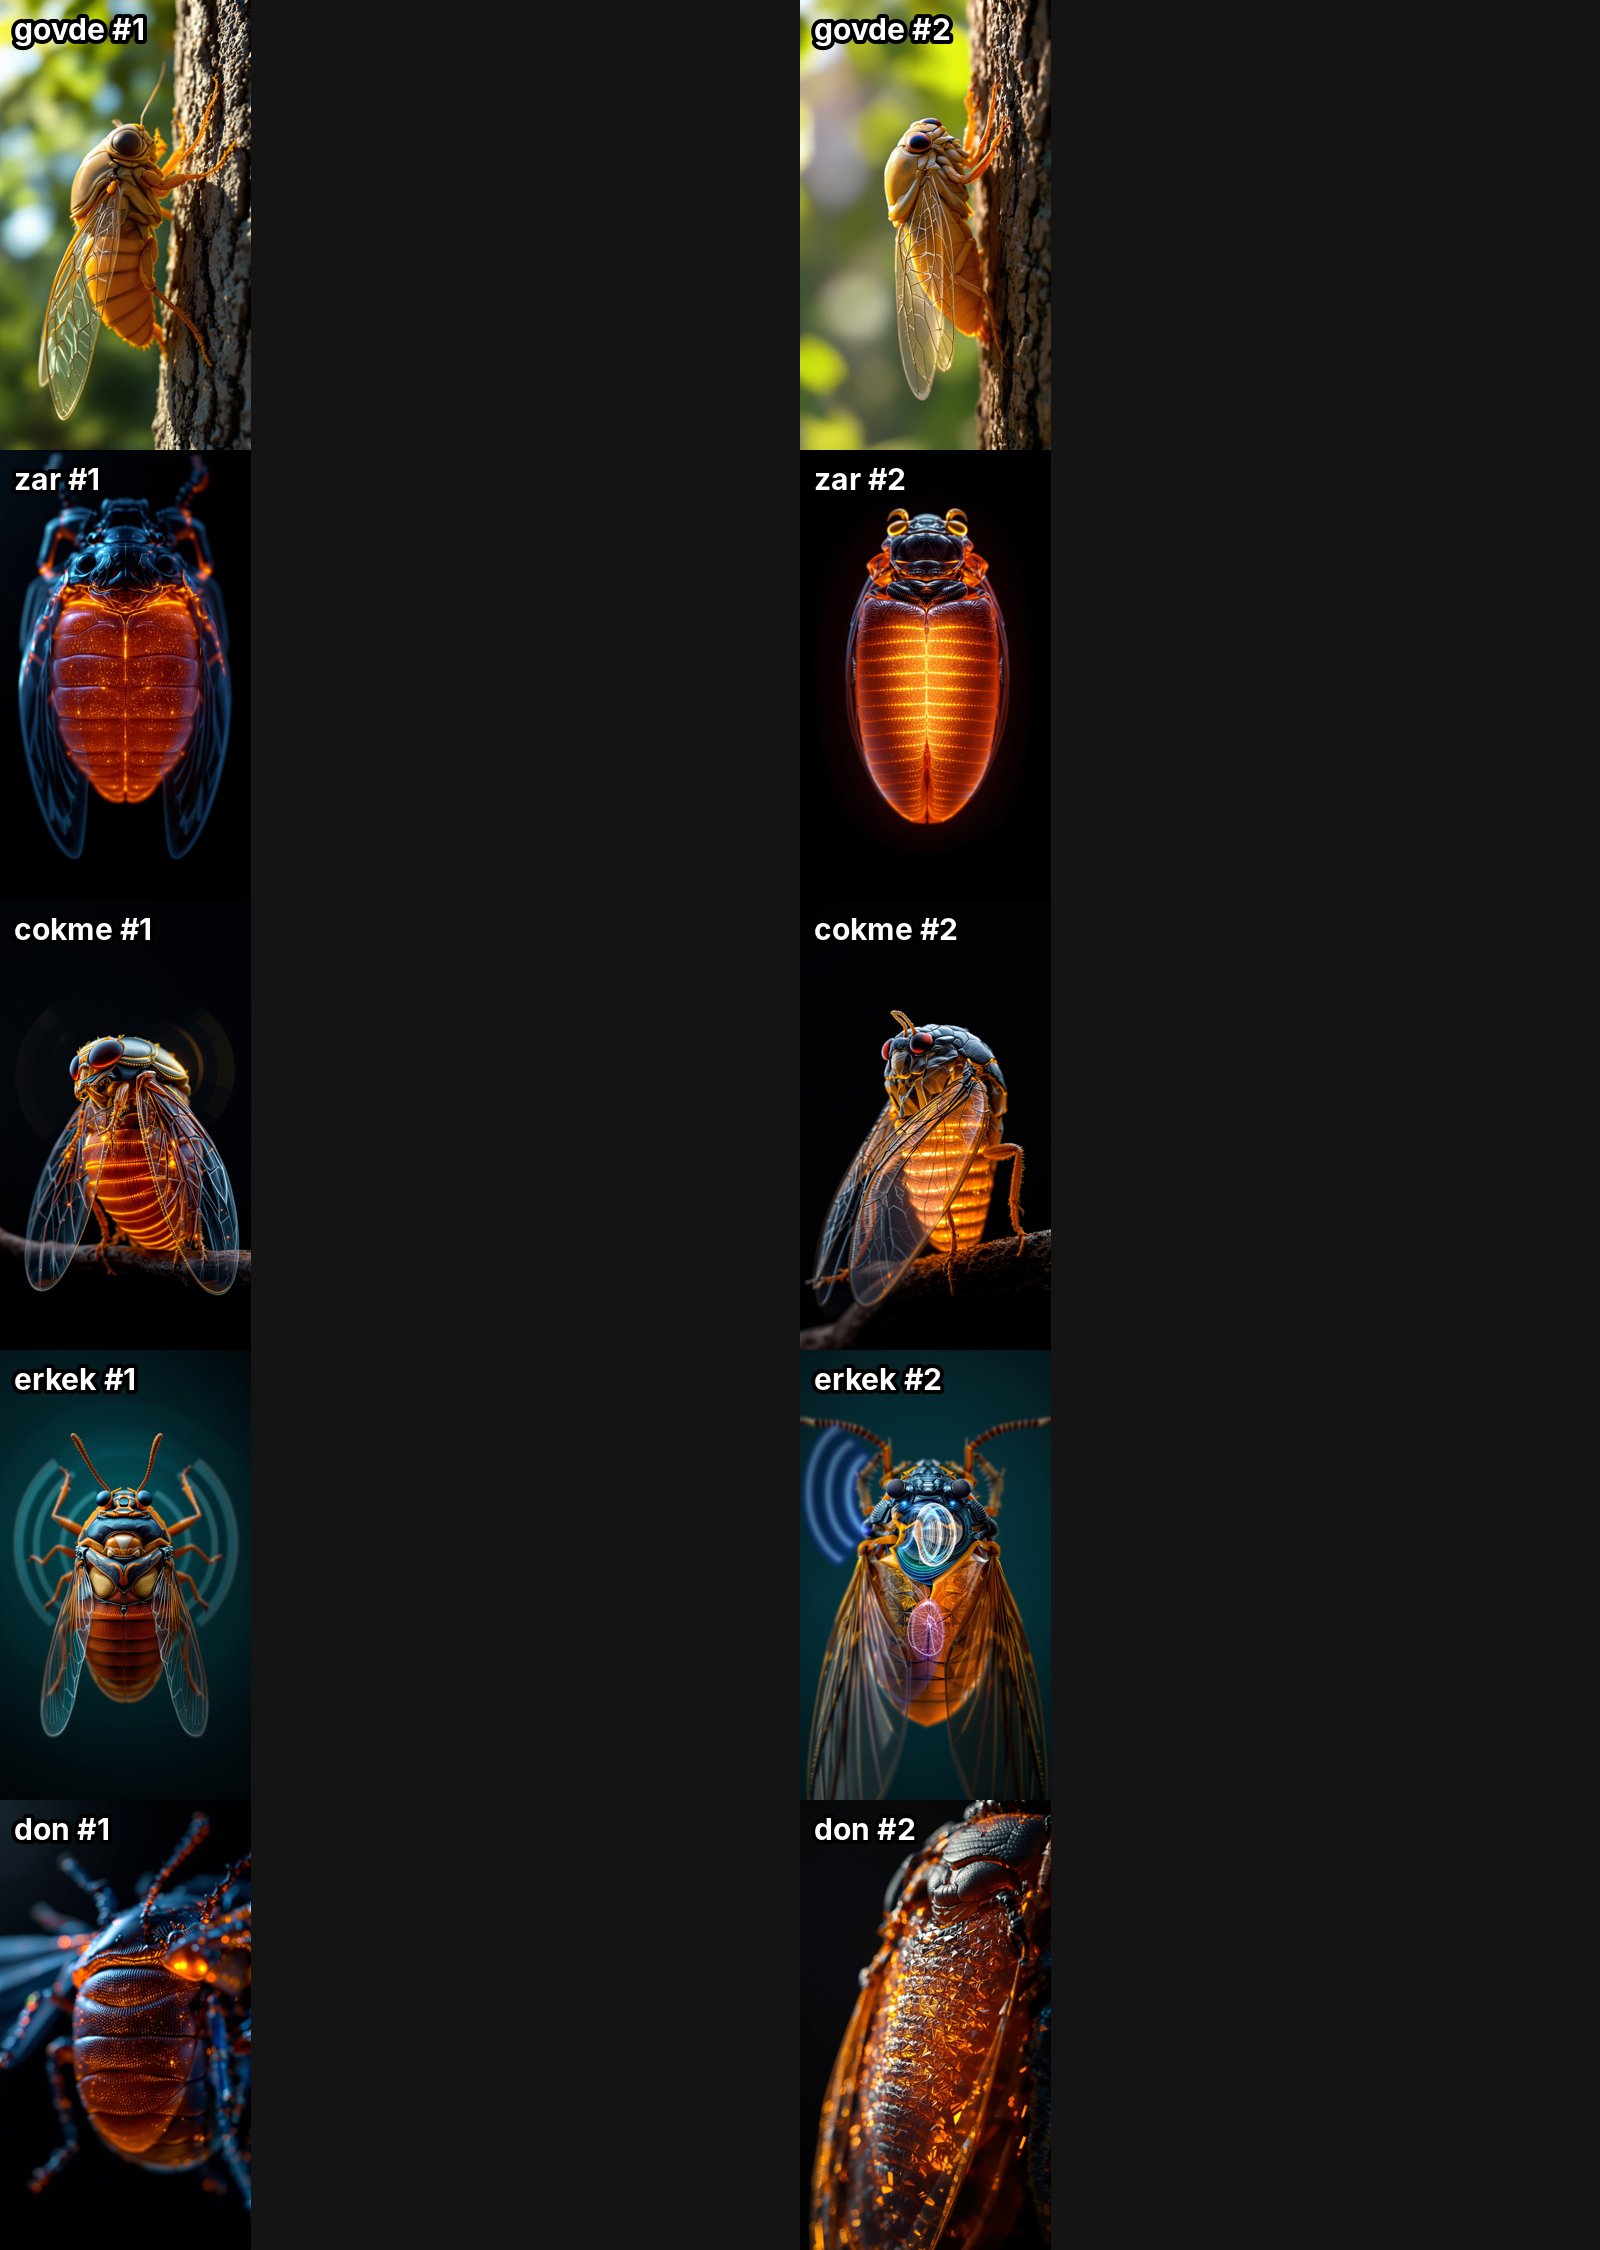 govde #1
govde #2
zar #1
zar #2
cokme #1
cokme #2
erkek #1
erkek #2
don #1
don #2